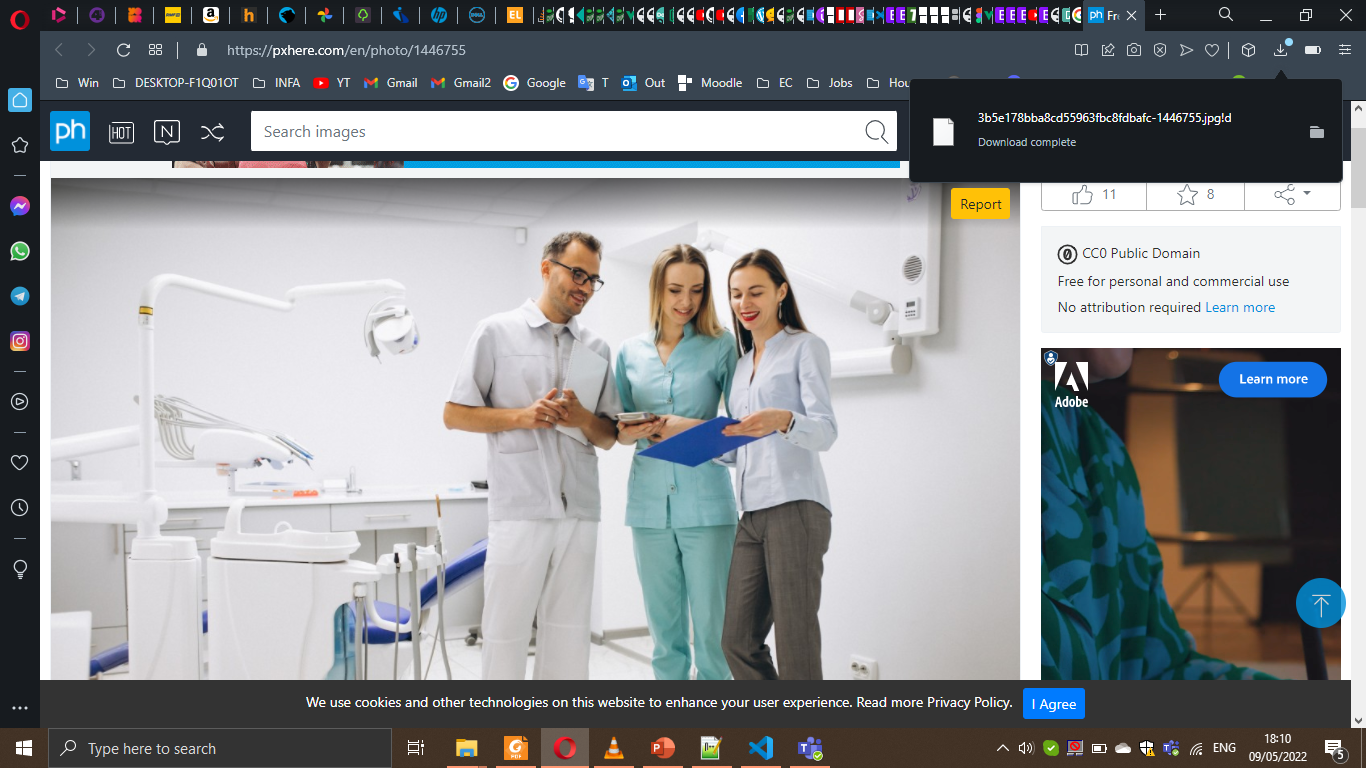 EL
Fr
https://pxhere.com/en/photo/1446755
Win
DESKTOP-F1Q01OT
INFA
YT
Gmail
Gmail2
Google
T
Out
Moodle
EC
Jobs
Hou
3b5e178bba8cd55963fbc8fdbafc-1446755.jpg!d
Download complete
ph
HOT
N
Search images
Report
11
8
CC0 Public Domain
Free for personal and commercial use
No attribution required Learn more
Adobe
Learn more
We use cookies and other technologies on this website to enhance your user experience. Read more Privacy Policy.
I Agree
Type here to search
ENG
18:10
09/05/2022
5